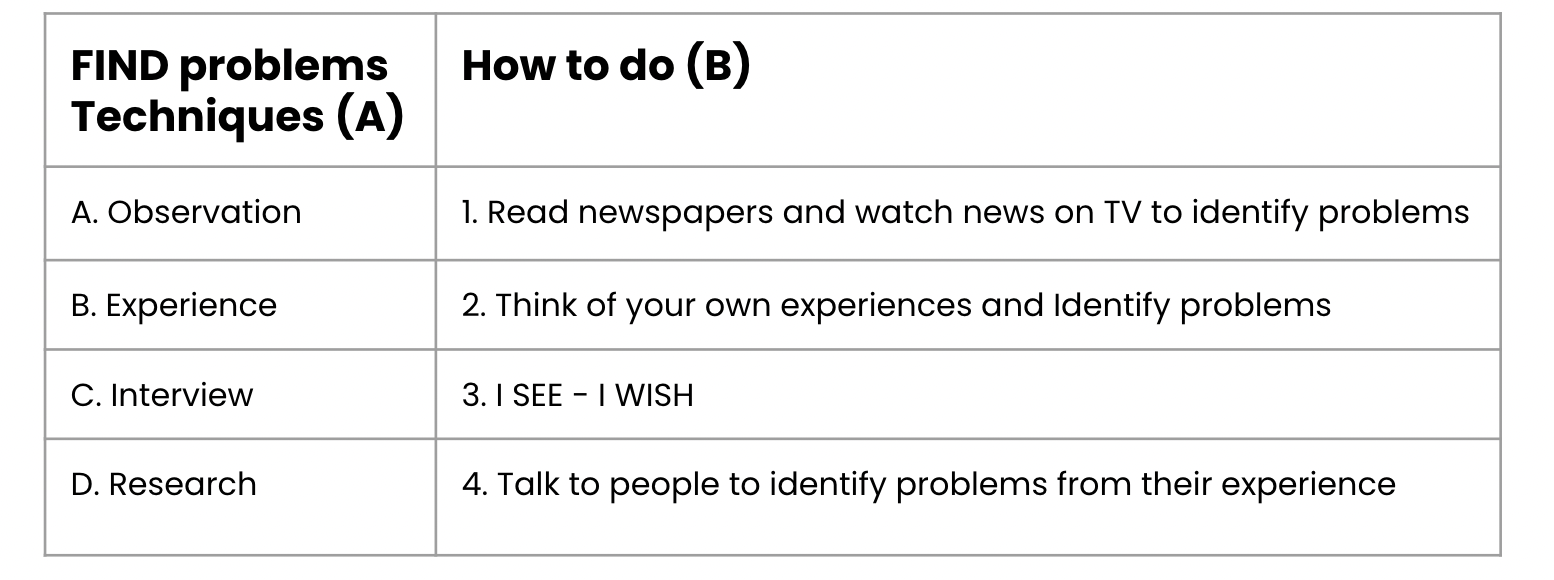 FIND problems
Techniques (A)
How to do (B)
A. Observation
1. Read newspapers and watch news on TV to identify problems
B. Experience
2. Think of your own experiences and Identify problems
C. Interview
3. I SEE - I WISH
D. Research
4. Talk to people to identify problems from their experience